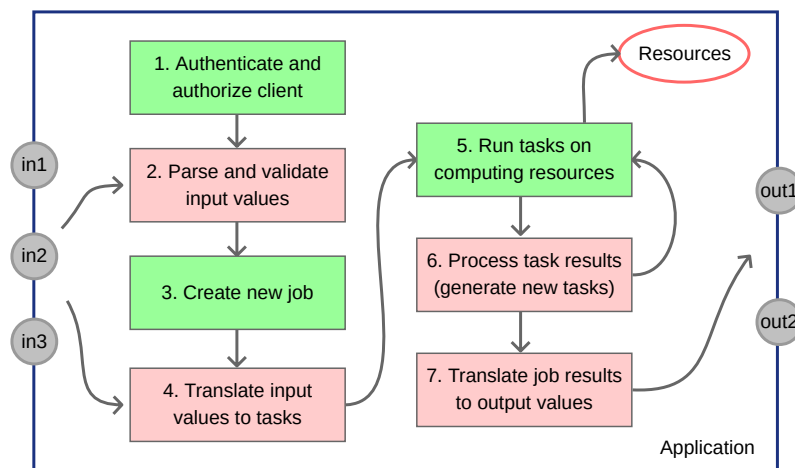 1. Authenticate and
authorize client
2. Parse and validate
input values
3. Create new job
4. Translate input
values to tasks
in1
in2
in3
Resources
5. Run tasks on
computing resources
6. Process task results
(generate new tasks)
7. Translate job results
to output values
out1
out2
Application